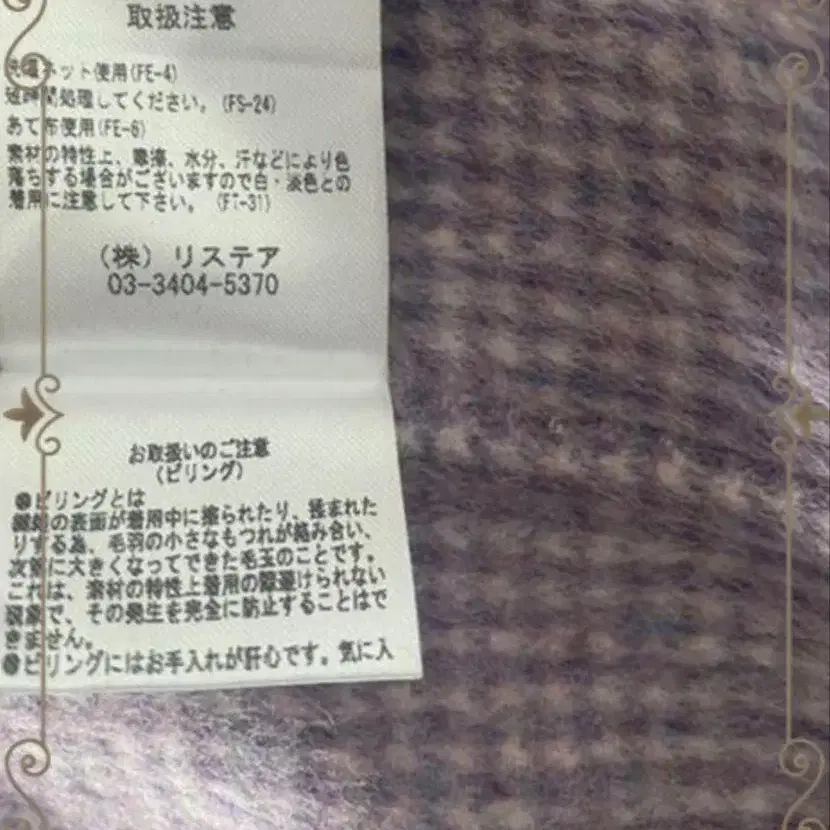 取扱注意
洗濯ネット使用(FE-4)
短時間処理してください。(FS-24)
あて布使用(FE-6)
素材の特性上、摩擦、水分、汗などにより色
落ちする場合がございますので白・淡色との
着用に注意して下さい。(FT-31)
(株) リステア
03-3404-5370
お取扱いのご注意
(ピリング)
●ピリングとは
繊維の表面が着用中に擦られたり、揉まれた
りする為、毛羽の小さなもつれが絡み合い、
次第に大きくなってできた毛玉のことです。
これは、素材の特性上着用の際避けられない
現象で、その発生を完全に防止することはで
きません。
●ピリングにはお手入れが肝心です。気に入